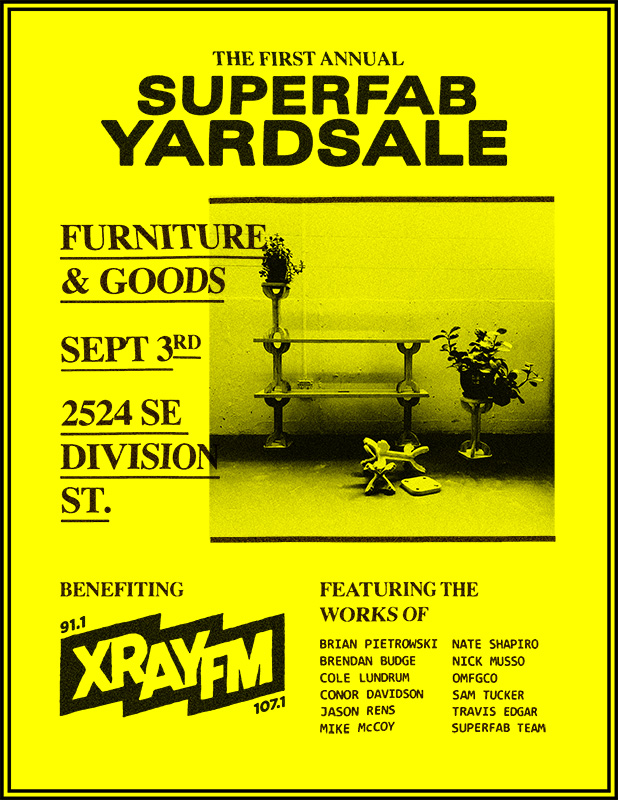 THE FIRST ANNUAL
SUPERFAB
YARDSALE
FURNITURE
& GOODS
SEPT 3RD
2524 SE
DIVISION
ST.
BENEFITING
91.1
XRAYFM
107.1
FEATURING THE
WORKS OF
BRIAN PIETROWSKI
BRENDAN BUDGE
COLE LUNDRUM
CONOR DAVIDSON
JASON RENS
MIKE McCOY
NATE SHAPIRO
NICK MUSSO
OMFGCO
SAM TUCKER
TRAVIS EDGAR
SUPERFAB TEAM